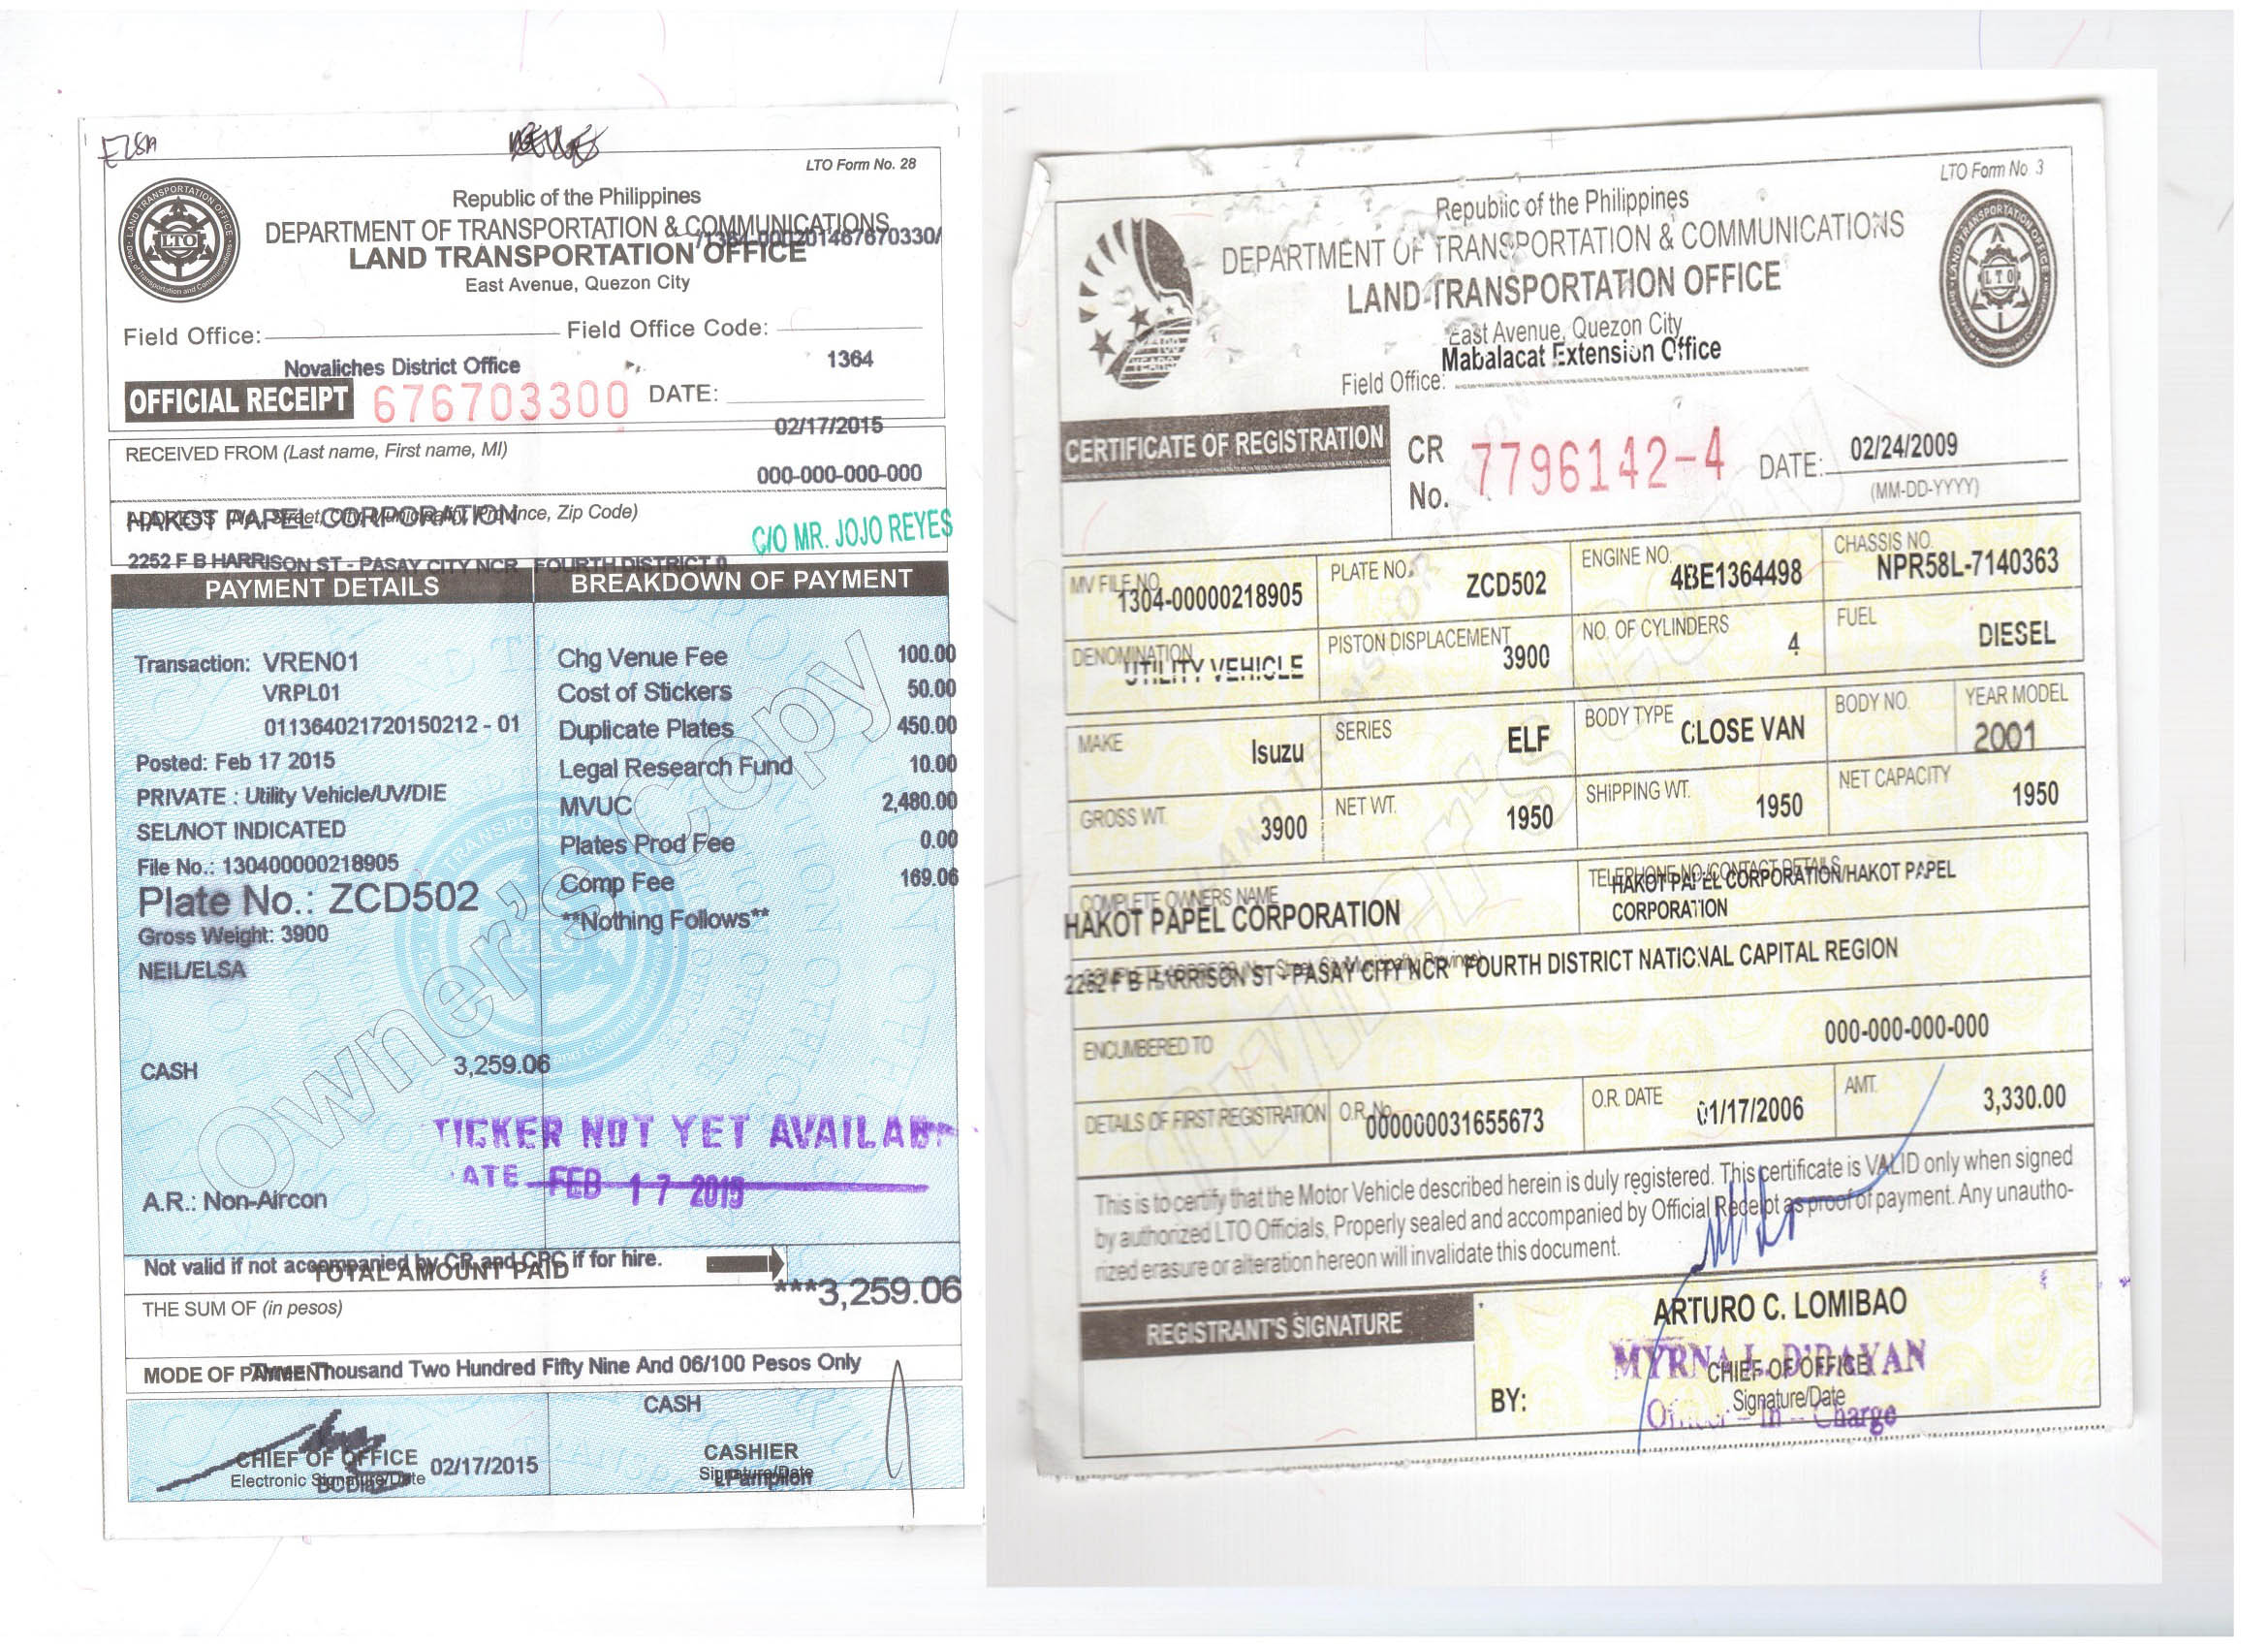 ELSA
LTO Form No. 28
Republic of the Philippines
DEPARTMENT OF TRANSPORTATION & COMMUNICATIONS
LAND TRANSPORTATION OFFICE
East Avenue, Quezon City
Field Office: Field Office Code:
Novaliches District Office 1364
OFFICIAL RECEIPT 676703300 DATE:
02/17/2015
RECEIVED FROM (Last name, First name, MI)
000-000-000-000
ADDRESS (No., Street, City, Municipality, Province, Zip Code)
HAKOT PAPEL CORPORATION
C/O MR. JOJO REYES
2252 F B HARRISON ST - PASAY CITY NCR FOURTH DISTRICT 0
PAYMENT DETAILS BREAKDOWN OF PAYMENT
Transaction: VREN01
VRPL01
011364021720150212 - 01
Posted: Feb 17 2015
PRIVATE : Utility Vehicle/UV/DIE
SEL/NOT INDICATED
File No.: 130400000218905
Plate No.: ZCD502
Gross Weight: 3900
NEIL/ELSA
CASH 3,259.06
A.R.: Non-Aircon
Chg Venue Fee 100.00
Cost of Stickers 50.00
Duplicate Plates 450.00
Legal Research Fund 10.00
MVUC 2,480.00
Plates Prod Fee 0.00
Comp Fee 169.06
**Nothing Follows**
Owner's Copy
TICKER NOT YET AVAILAB
ATE FEB 17 2015
Not valid if not accompanied by CR and CPC if for hire.
TOTAL AMOUNT PAID
***3,259.06
THE SUM OF (in pesos)
Three Thousand Two Hundred Fifty Nine And 06/100 Pesos Only
MODE OF PAYMENT
CASH
CHIEF OF OFFICE 02/17/2015
Electronic Signature/Date
CASHIER
Signature/Date
LTO Form No 3
Republic of the Philippines
DEPARTMENT OF TRANSPORTATION & COMMUNICATIONS
LAND TRANSPORTATION OFFICE
East Avenue, Quezon City
Mabalacat Extension Office
Field Office:
CERTIFICATE OF REGISTRATION CR No. 7796142-4 DATE: 02/24/2009
(MM-DD-YYYY)
MV FILE NO. 1304-00000218905 PLATE NO. ZCD502 ENGINE NO. 4BE1364498 CHASSIS NO. NPR58L-7140363
DENOMINATION UTILITY VEHICLE PISTON DISPLACEMENT 3900 NO. OF CYLINDERS 4 FUEL DIESEL
MAKE Isuzu SERIES ELF BODY TYPE CLOSE VAN BODY NO. YEAR MODEL 2001
GROSS WT. 3900 NET WT. 1950 SHIPPING WT. 1950 NET CAPACITY 1950
COMPLETE OWNERS NAME TELEPHONE NO./CONTACT DETAILS
HAKOT PAPEL CORPORATION HAKOT PAPEL CORPORATION/HAKOT PAPEL CORPORATION
2252 F B HARRISON ST - PASAY CITY NCR FOURTH DISTRICT NATIONAL CAPITAL REGION
ENCUMBERED TO 000-000-000-000
DETAILS OF FIRST REGISTRATION O.R. No. 000000031655673 O.R. DATE 01/17/2006 AMT. 3,330.00
This is to certify that the Motor Vehicle described herein is duly registered. This certificate is VALID only when signed
by authorized LTO Officials, Properly sealed and accompanied by Official Receipt as proof of payment. Any unautho-
rized erasure or alteration hereon will invalidate this document.
REGISTRANT'S SIGNATURE
ARTURO C. LOMIBAO
MYRNA L. D'PAYAN
CHIEF OF OFFICE
BY: Signature/Date
Officer - In - Charge